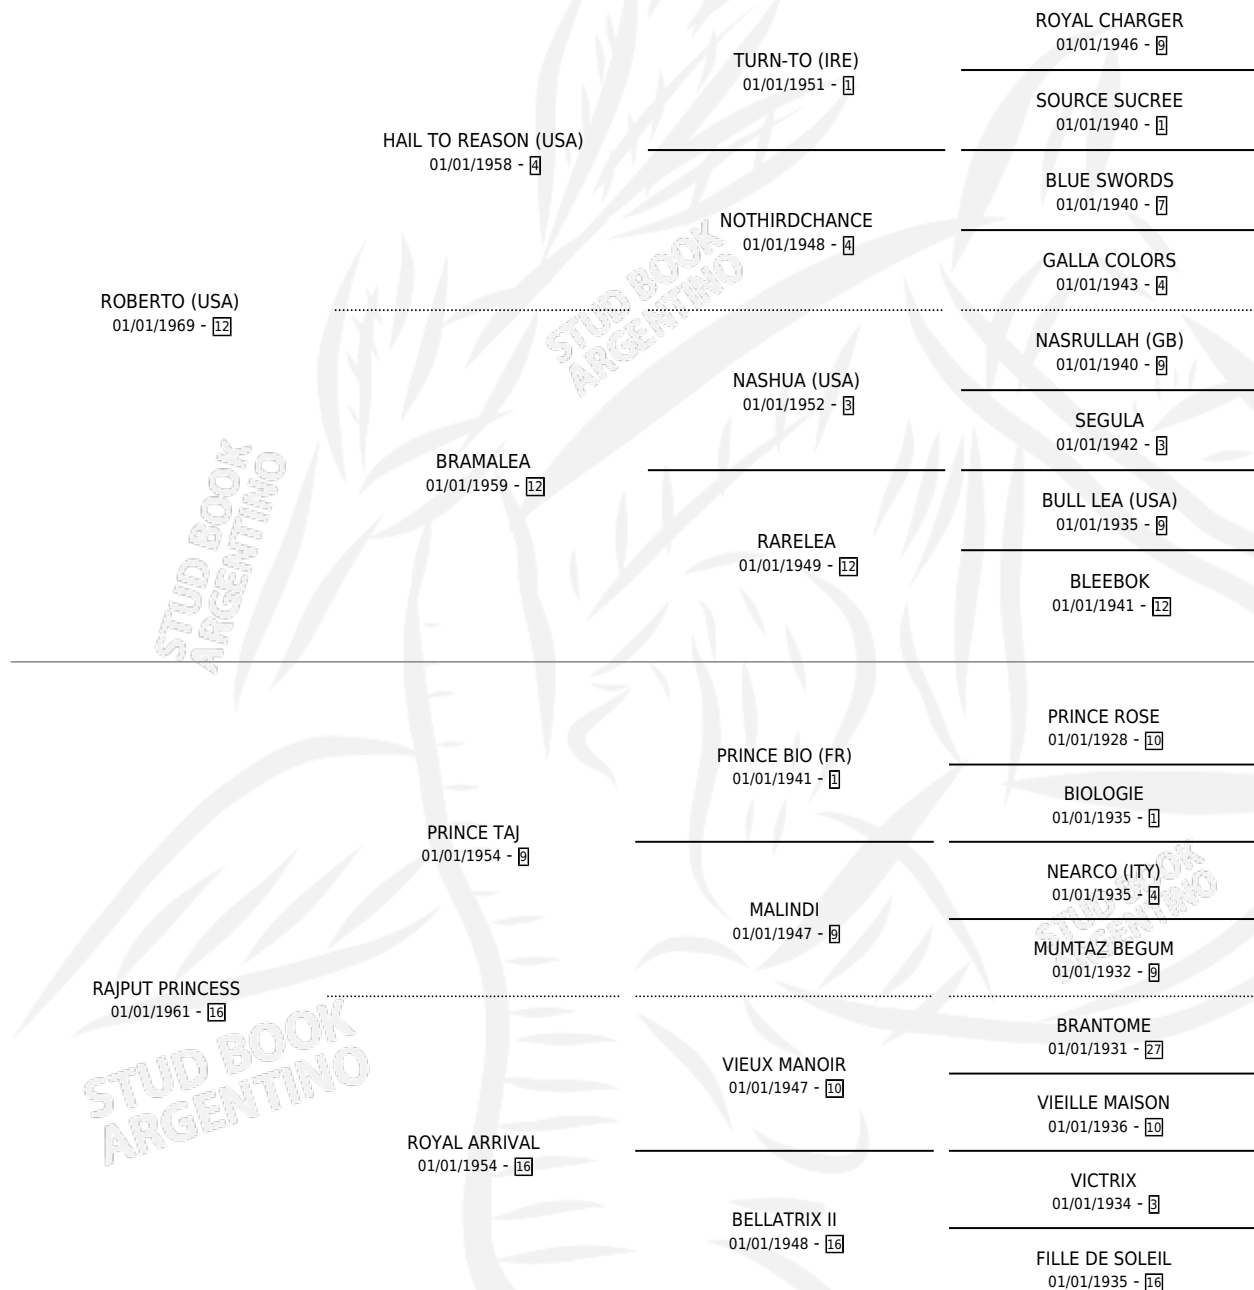 ROYAL CHARGER
01/01/1946 - 9
TURN-TO (IRE)
01/01/1951 - 1
SOURCE SUCREE
01/01/1940 - 1
HAIL TO REASON (USA)
01/01/1958 - 4
BLUE SWORDS
01/01/1940 - 7
NOTHIRDCHANCE
01/01/1948 - 4
GALLA COLORS
01/01/1943 - 4
ROBERTO (USA)
01/01/1969 - 12
STUD BOOK
ARGENTINO
NASRULLAH (GB)
01/01/1940 - 9
NASHUA (USA)
01/01/1952 - 3
SEGULA
01/01/1942 - 3
BRAMALEA
01/01/1959 - 12
BULL LEA (USA)
01/01/1935 - 9
RARELEA
01/01/1949 - 12
BLEEBOK
01/01/1941 - 12
STUD BOOK
ARGENTINO
PRINCE ROSE
01/01/1928 - 10
PRINCE BIO (FR)
01/01/1941 - 1
BIOLOGIE
01/01/1935 - 1
PRINCE TAJ
01/01/1954 - 9
NEARCO (ITY)
01/01/1935 - 4
MALINDI
01/01/1947 - 9
STUD BOOK
ARGENTINO
MUMTAZ BEGUM
01/01/1932 - 9
RAJPUT PRINCESS
01/01/1961 - 16
BRANTOME
01/01/1931 - 27
STUD BOOK
ARGENTINO
VIEUX MANOIR
01/01/1947 - 10
VIEILLE MAISON
01/01/1936 - 10
ROYAL ARRIVAL
01/01/1954 - 16
VICTRIX
01/01/1934 - 3
BELLATRIX II
01/01/1948 - 16
FILLE DE SOLEIL
01/01/1935 - 16